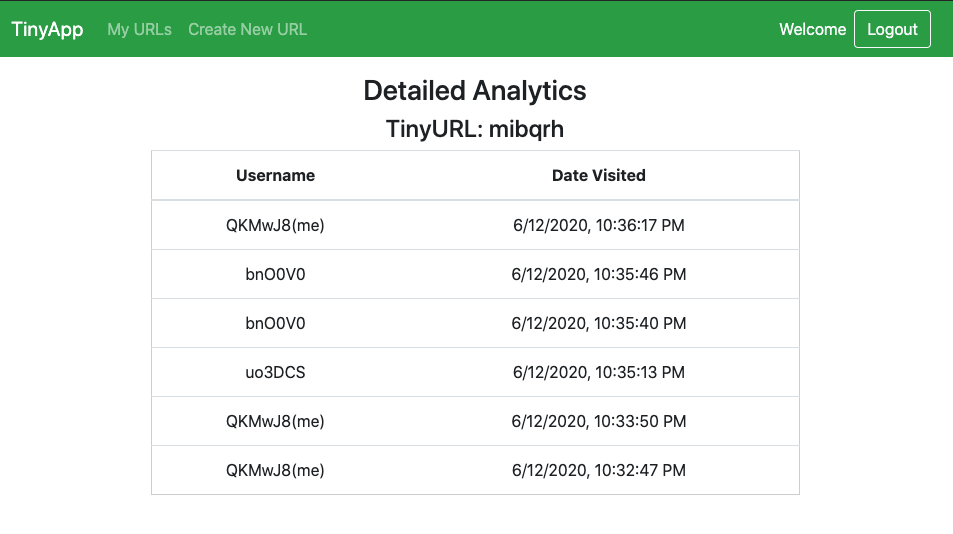 TinyApp My URLs Create New URL Welcome Logout
Detailed Analytics
TinyURL: mibqrh
Username Date Visited
QKMwJ8(me) 6/12/2020, 10:36:17 PM
bnO0V0 6/12/2020, 10:35:46 PM
bnO0V0 6/12/2020, 10:35:40 PM
uo3DCS 6/12/2020, 10:35:13 PM
QKMwJ8(me) 6/12/2020, 10:33:50 PM
QKMwJ8(me) 6/12/2020, 10:32:47 PM